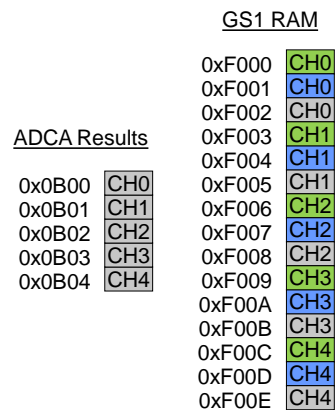 GS1 RAM
0xF000 CH0
0xF001 CH0
0xF002 CH0
0xF003 CH1
0xF004 CH1
0xF005 CH1
0xF006 CH2
0xF007 CH2
0xF008 CH2
0xF009 CH3
0xF00A CH3
0xF00B CH3
0xF00C CH4
0xF00D CH4
0xF00E CH4
ADCA Results
0x0B00 CH0
0x0B01 CH1
0x0B02 CH2
0x0B03 CH3
0x0B04 CH4